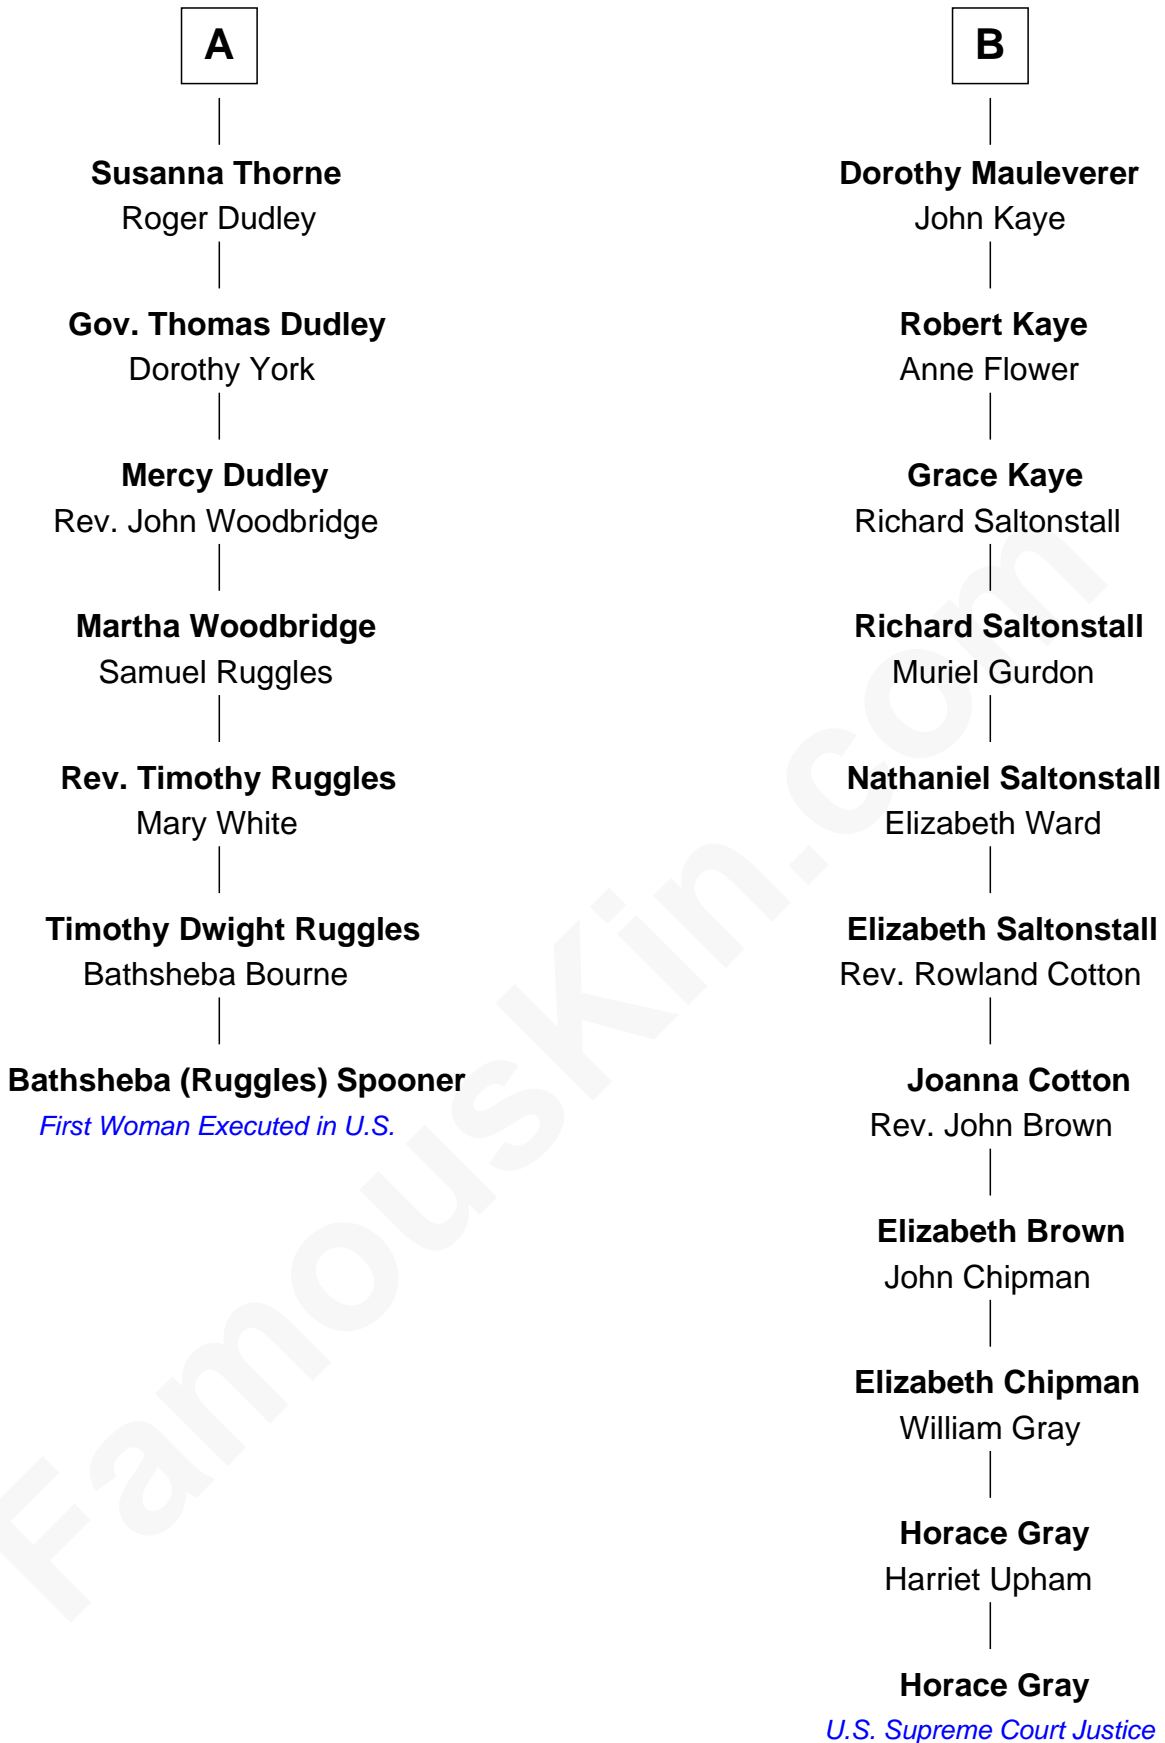 A
Susanna Thorne
Roger Dudley
Gov. Thomas Dudley
Dorothy York
Mercy Dudley
Rev. John Woodbridge
Martha Woodbridge
Samuel Ruggles
Rev. Timothy Ruggles
Mary White
Timothy Dwight Ruggles
Bathsheba Bourne
Bathsheba (Ruggles) Spooner
First Woman Executed in U.S.
B
Dorothy Mauleverer
John Kaye
Robert Kaye
Anne Flower
Grace Kaye
Richard Saltonstall
Richard Saltonstall
Muriel Gurdon
Nathaniel Saltonstall
Elizabeth Ward
Elizabeth Saltonstall
Rev. Rowland Cotton
Joanna Cotton
Rev. John Brown
Elizabeth Brown
John Chipman
Elizabeth Chipman
William Gray
Horace Gray
Harriet Upham
Horace Gray
U.S. Supreme Court Justice
FamousKin.com